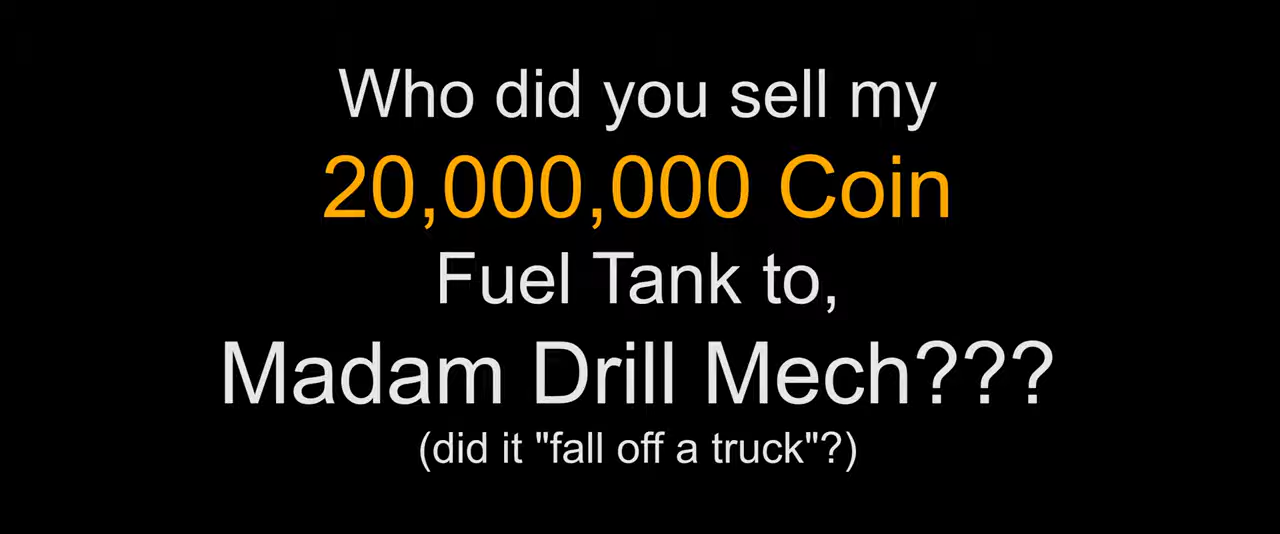 Who did you sell my
20,000,000 Coin
Fuel Tank to,
Madam Drill Mech???
(did it "fall off a truck"?)